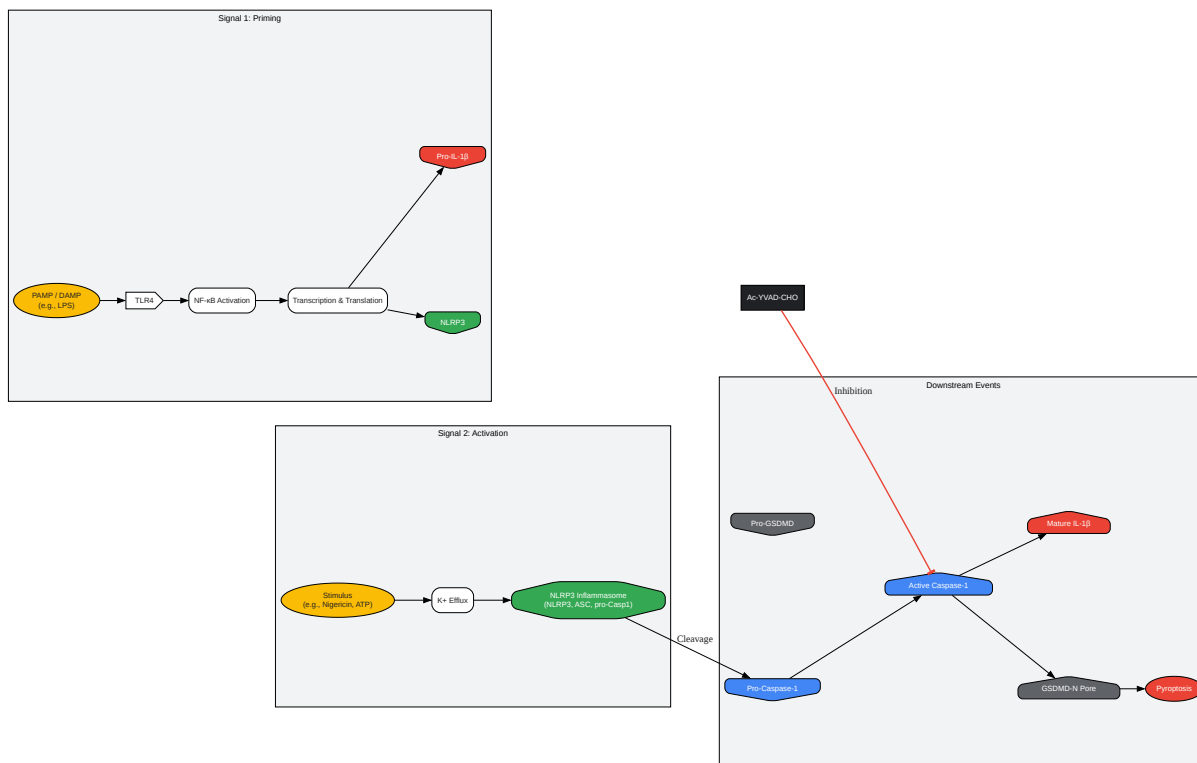 Signal 1: Priming
Pro-IL-1β
PAMP / DAMP
(e.g., LPS)
TLR4
NF-κB Activation
Transcription & Translation
NLRP3
Ac-YVAD-CHO
Inhibition
Downstream Events
Signal 2: Activation
Stimulus
(e.g., Nigericin, ATP)
K+ Efflux
NLRP3 Inflammasome
(NLRP3, ASC, pro-Casp1)
Cleavage
Pro-GSDMD
Mature IL-1β
Active Caspase-1
Pro-Caspase-1
GSDMD-N Pore
Pyroptosis